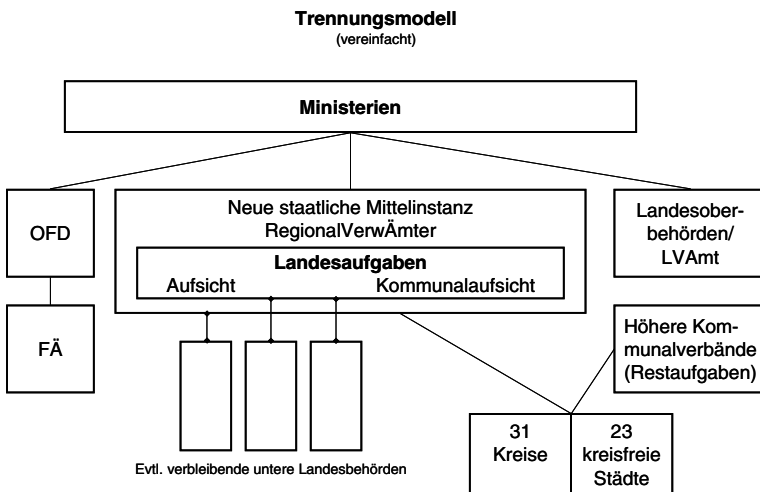 Trennungsmodell
(vereinfacht)
Ministerien
OFD
Neue staatliche Mittelinstanz
RegionalVerwÄmter
Landesaufgaben
Aufsicht Kommunalaufsicht
Landesober-
behörden/
LVAmt
FÄ
Höhere Kom-
munalverbände
(Restaufgaben)
31
Kreise
23
kreisfreie
Städte
Evtl. verbleibende untere Landesbehörden